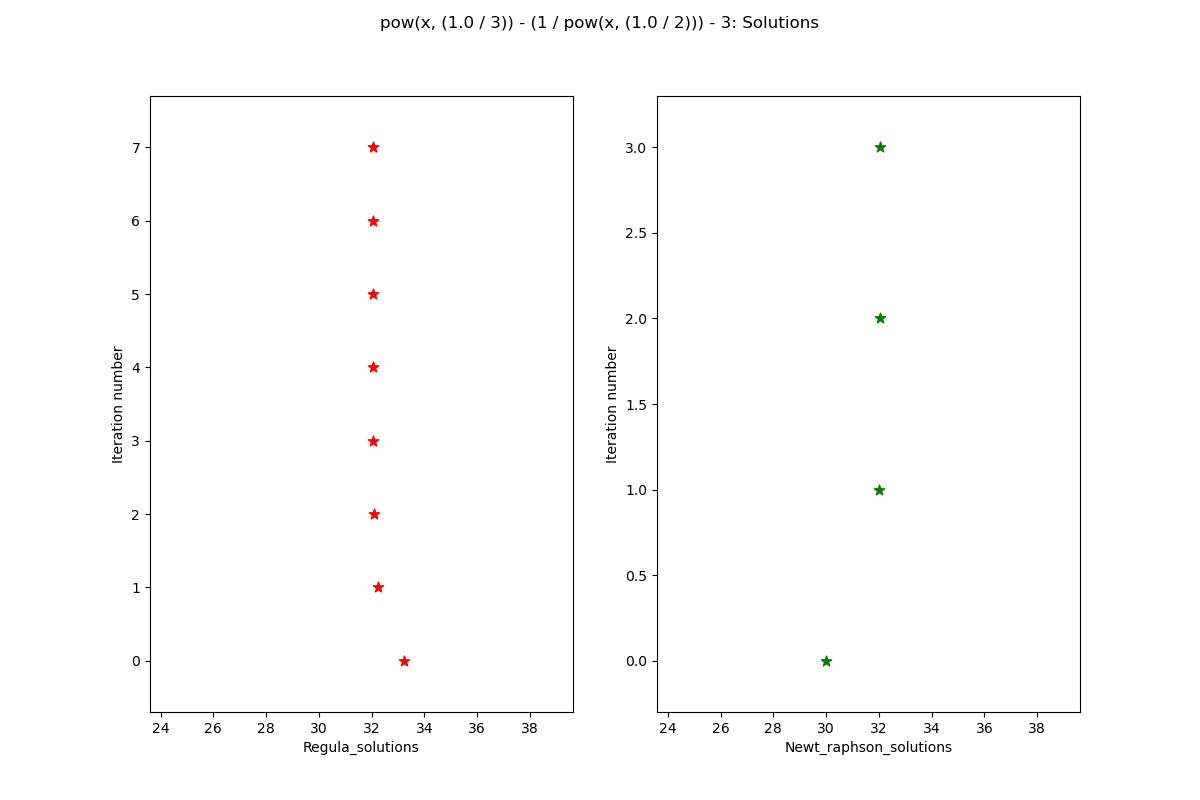 pow(x, (1.0 / 3)) - (1 / pow(x, (1.0 / 2))) - 3: Solutions
7
6
5
4
3
2
1
0
Iteration number
24 26 28 30 32 34 36 38
Regula_solutions
3.0
2.5
2.0
1.5
1.0
0.5
0.0
Iteration number
24 26 28 30 32 34 36 38
Newt_raphson_solutions